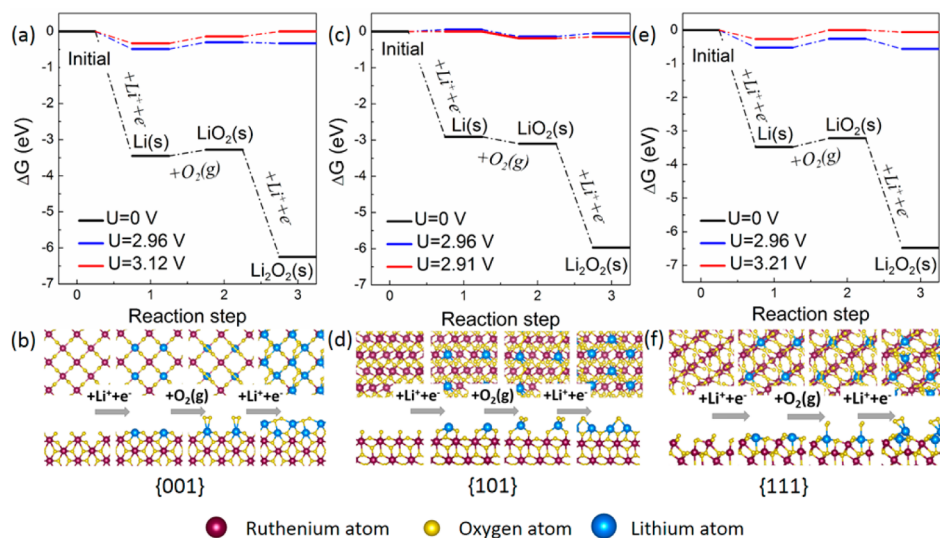 (a)
0
-1
-2
-3
-4
-5
-6
-7
ΔG (eV)
Initial
+Li⁺+e⁻
Li(s)
LiO₂(s)
+O₂(g)
+Li⁺+e⁻
Li₂O₂(s)
U=0 V
U=2.96 V
U=3.12 V
0 1 2 3
Reaction step
(c)
0
-1
-2
-3
-4
-5
-6
-7
ΔG (eV)
Initial
+Li⁺+e⁻
Li(s)
LiO₂(s)
+O₂(g)
+Li⁺+e⁻
Li₂O₂(s)
U=0 V
U=2.96 V
U=2.91 V
0 1 2 3
Reaction step
(e)
0
-1
-2
-3
-4
-5
-6
-7
ΔG (eV)
Initial
+Li⁺+e⁻
Li(s)
LiO₂(s)
+O₂(g)
+Li⁺+e⁻
Li₂O₂(s)
U=0 V
U=2.96 V
U=3.21 V
0 1 2 3
Reaction step
(b)
+Li⁺+e⁻ +O₂(g) +Li⁺+e⁻
{001}
(d)
+Li⁺+e⁻ +O₂(g) +Li⁺+e⁻
{101}
(f)
+Li⁺+e⁻ +O₂(g) +Li⁺+e⁻
{111}
Ruthenium atom Oxygen atom Lithium atom